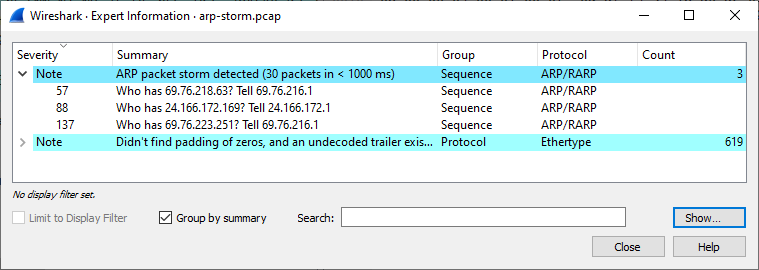 Wireshark · Expert Information · arp-storm.pcap
Severity Summary Group Protocol Count
Note ARP packet storm detected (30 packets in < 1000 ms) Sequence ARP/RARP 3
57 Who has 69.76.218.63? Tell 69.76.216.1 Sequence ARP/RARP
88 Who has 24.166.172.169? Tell 24.166.172.1 Sequence ARP/RARP
137 Who has 69.76.223.251? Tell 69.76.216.1 Sequence ARP/RARP
Note Didn't find padding of zeros, and an undecoded trailer exis... Protocol Ethertype 619
No display filter set.
Limit to Display Filter Group by summary Search: Show...
Close Help